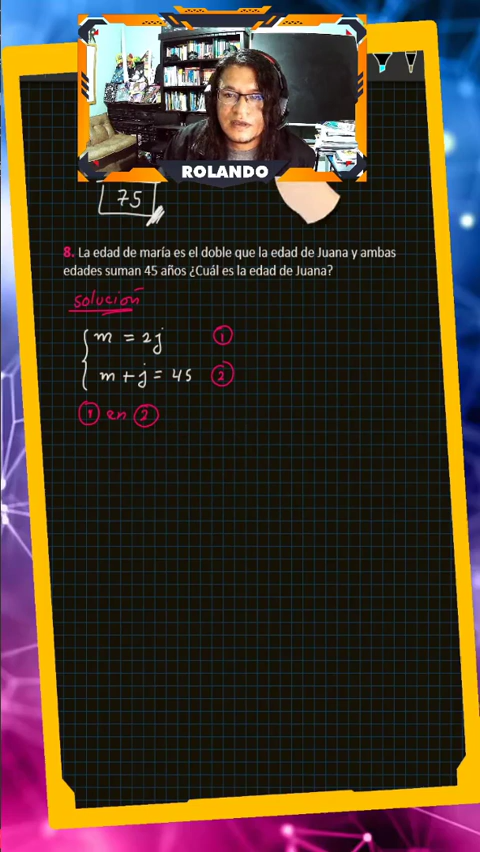 ROLANDO
75
8. La edad de maría es el doble que la edad de Juana y ambas
edades suman 45 años ¿Cuál es la edad de Juana?
solución
m = 2j ①
m + j = 45 ②
① en ②